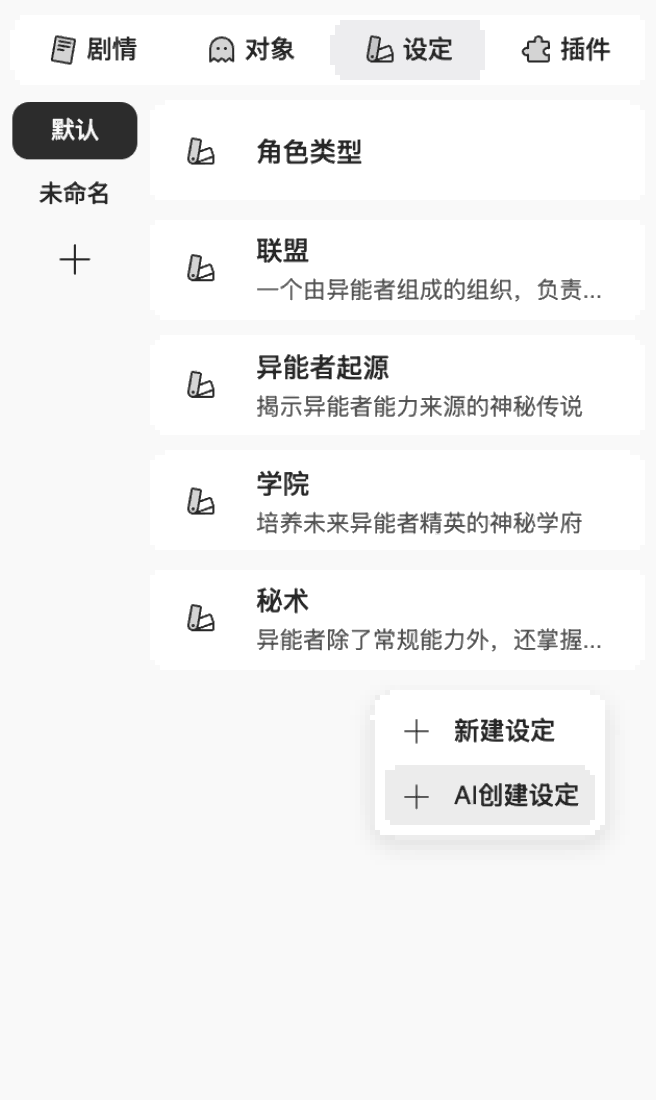 剧情
对象
设定
插件
默认
未命名
角色类型
联盟
一个由异能者组成的组织，负责...
异能者起源
揭示异能者能力来源的神秘传说
学院
培养未来异能者精英的神秘学府
秘术
异能者除了常规能力外，还掌握...
新建设定
AI创建设定